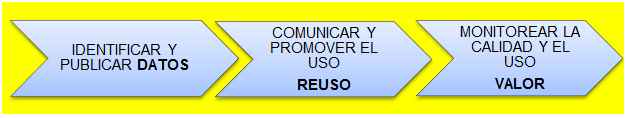 IDENTIFICAR Y
PUBLICAR DATOS
COMUNICAR Y
PROMOVER EL
USO
REUSO
MONITOREAR LA
CALIDAD Y EL
USO
VALOR